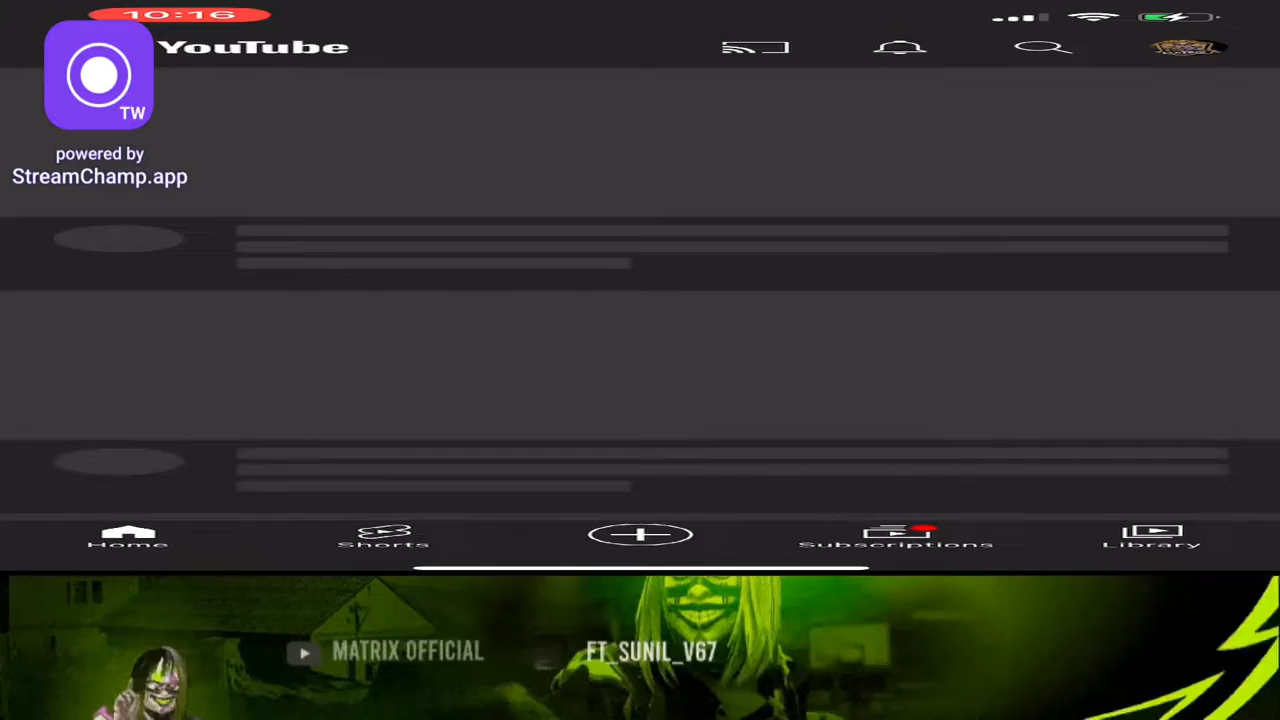 10:16
YouTube
TW
powered by
StreamChamp.app
Home
Shorts
Subscriptions
Library
MATRIX OFFICIAL
FT_SUNIL_V67